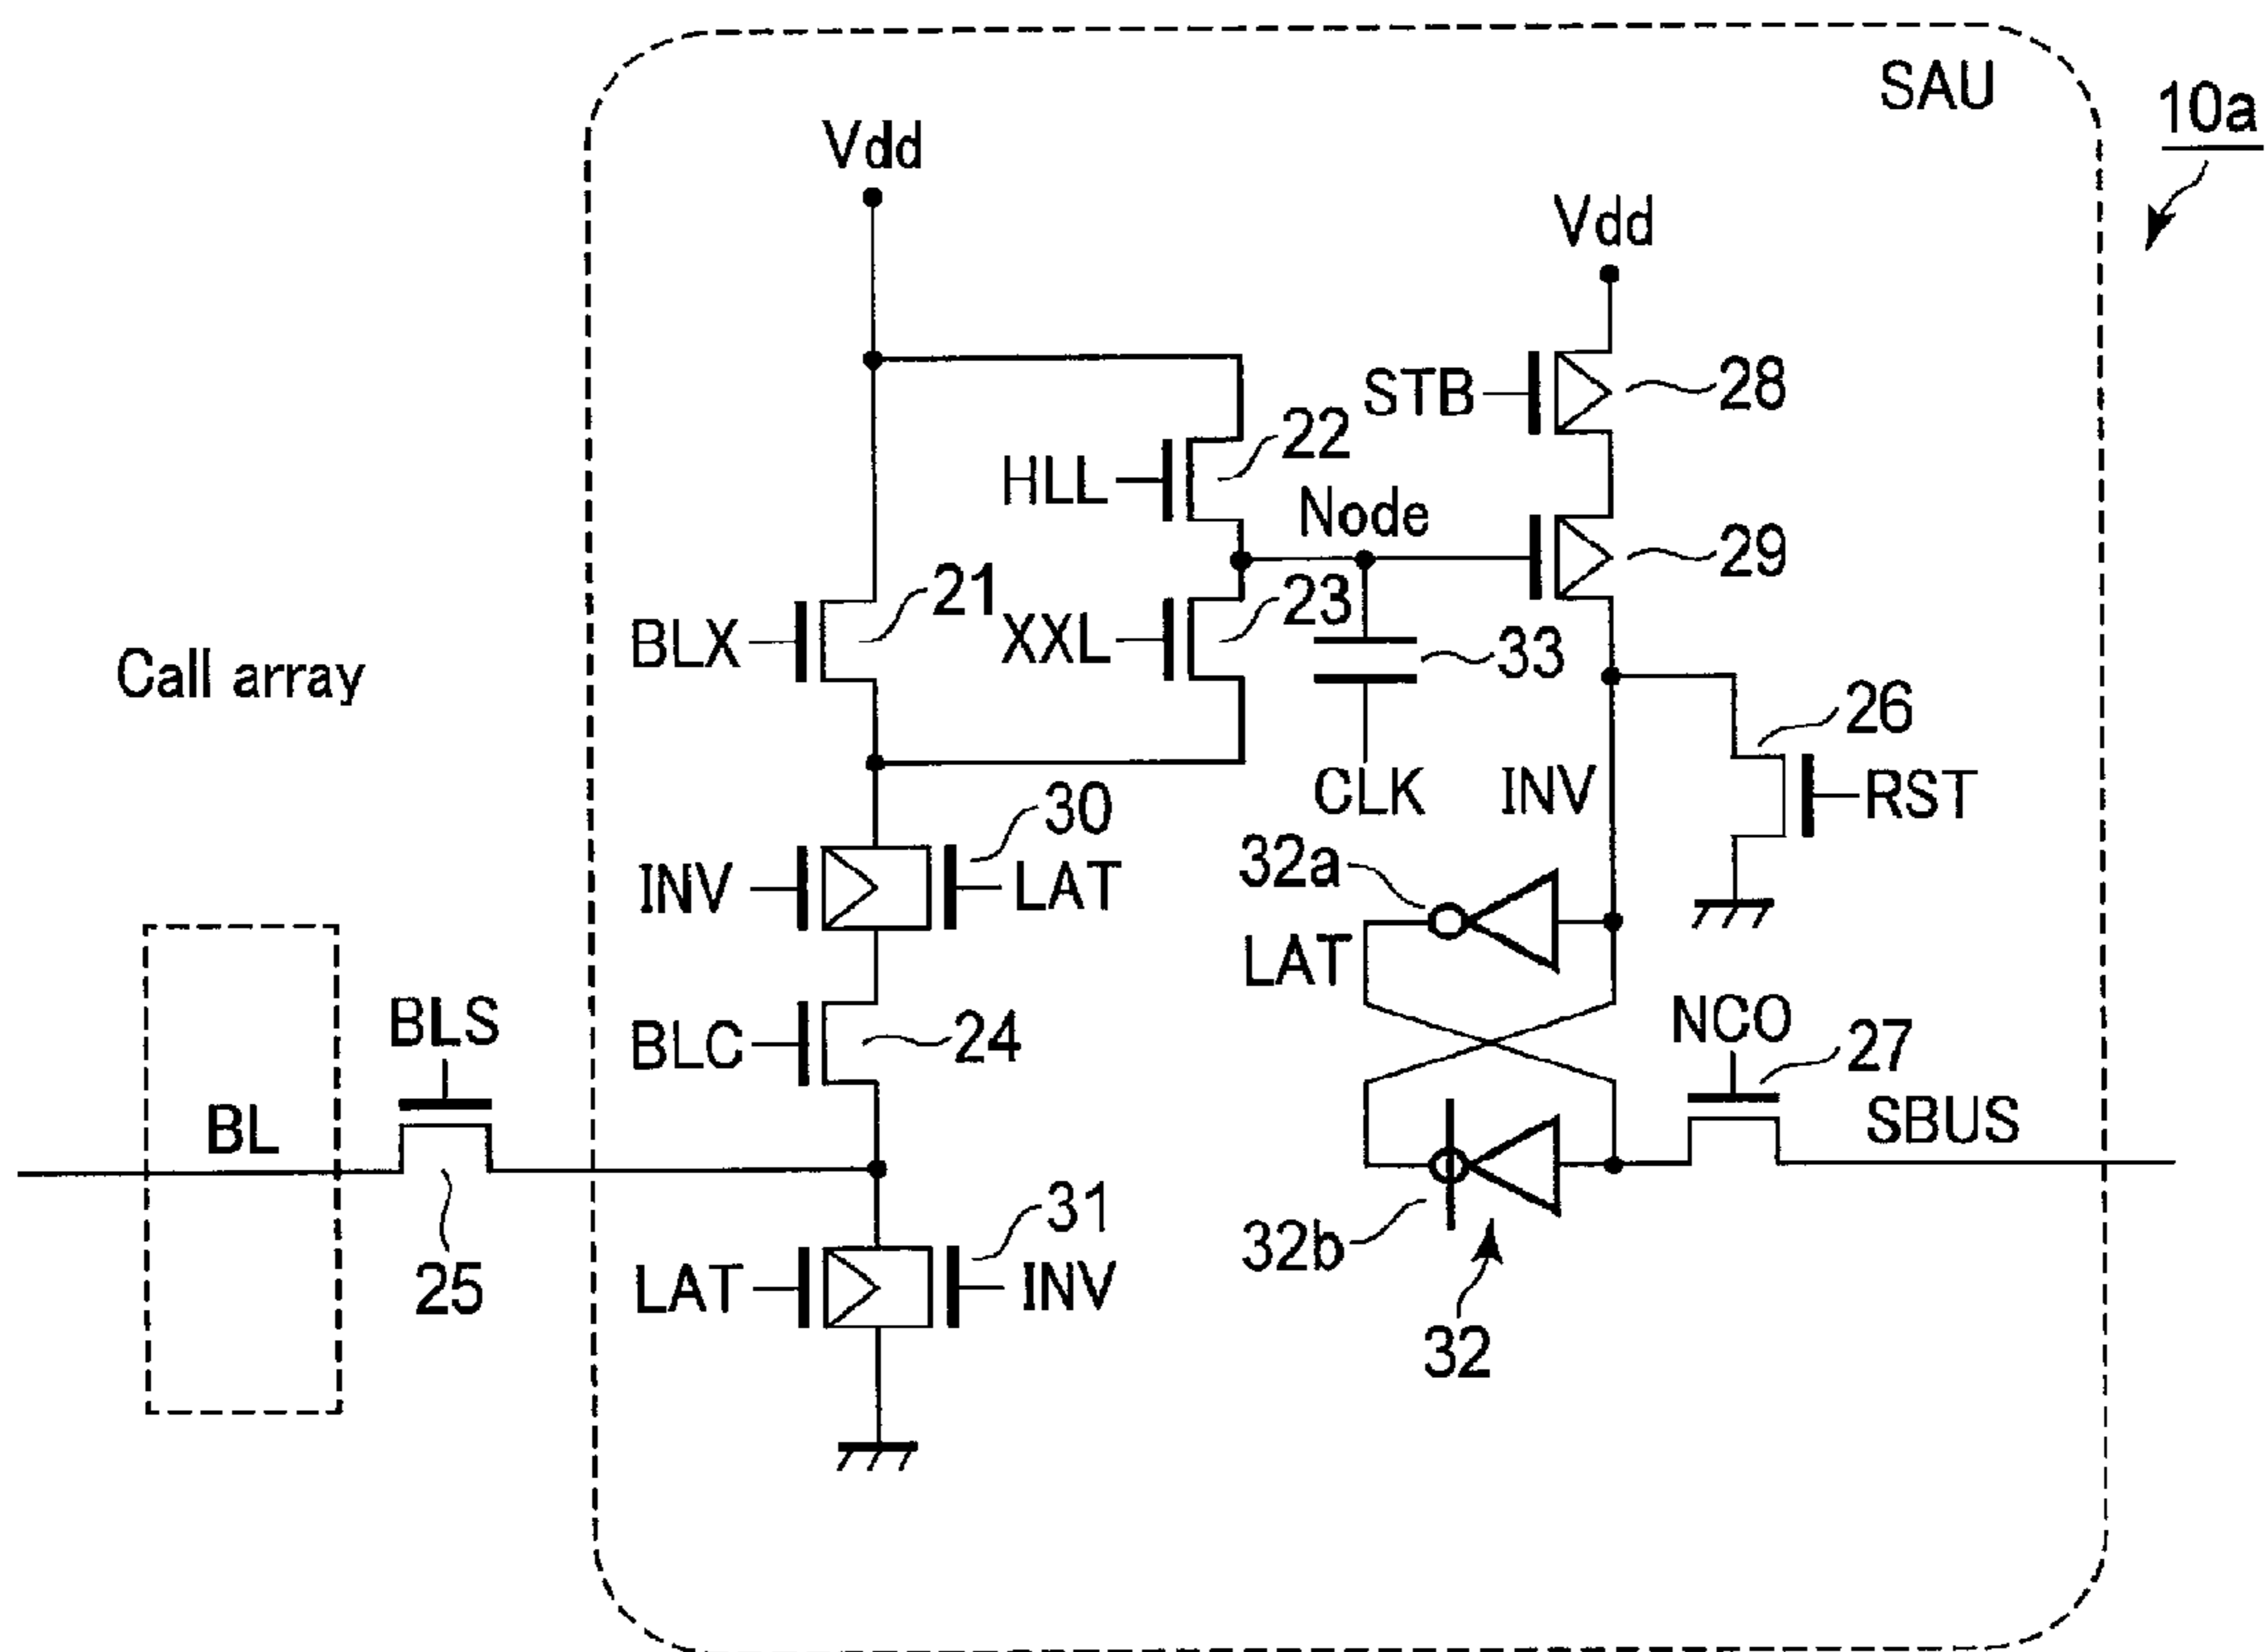 SAU
10a
Vdd
Vdd
STB
28
22
HLL
Node
29
21
23
BLX
XXL
33
Call array
26
CLK
INV
RST
30
32a
INV
LAT
LAT
BLS
BLC
24
NCO
27
BL
SBUS
31
32b
25
LAT
INV
32